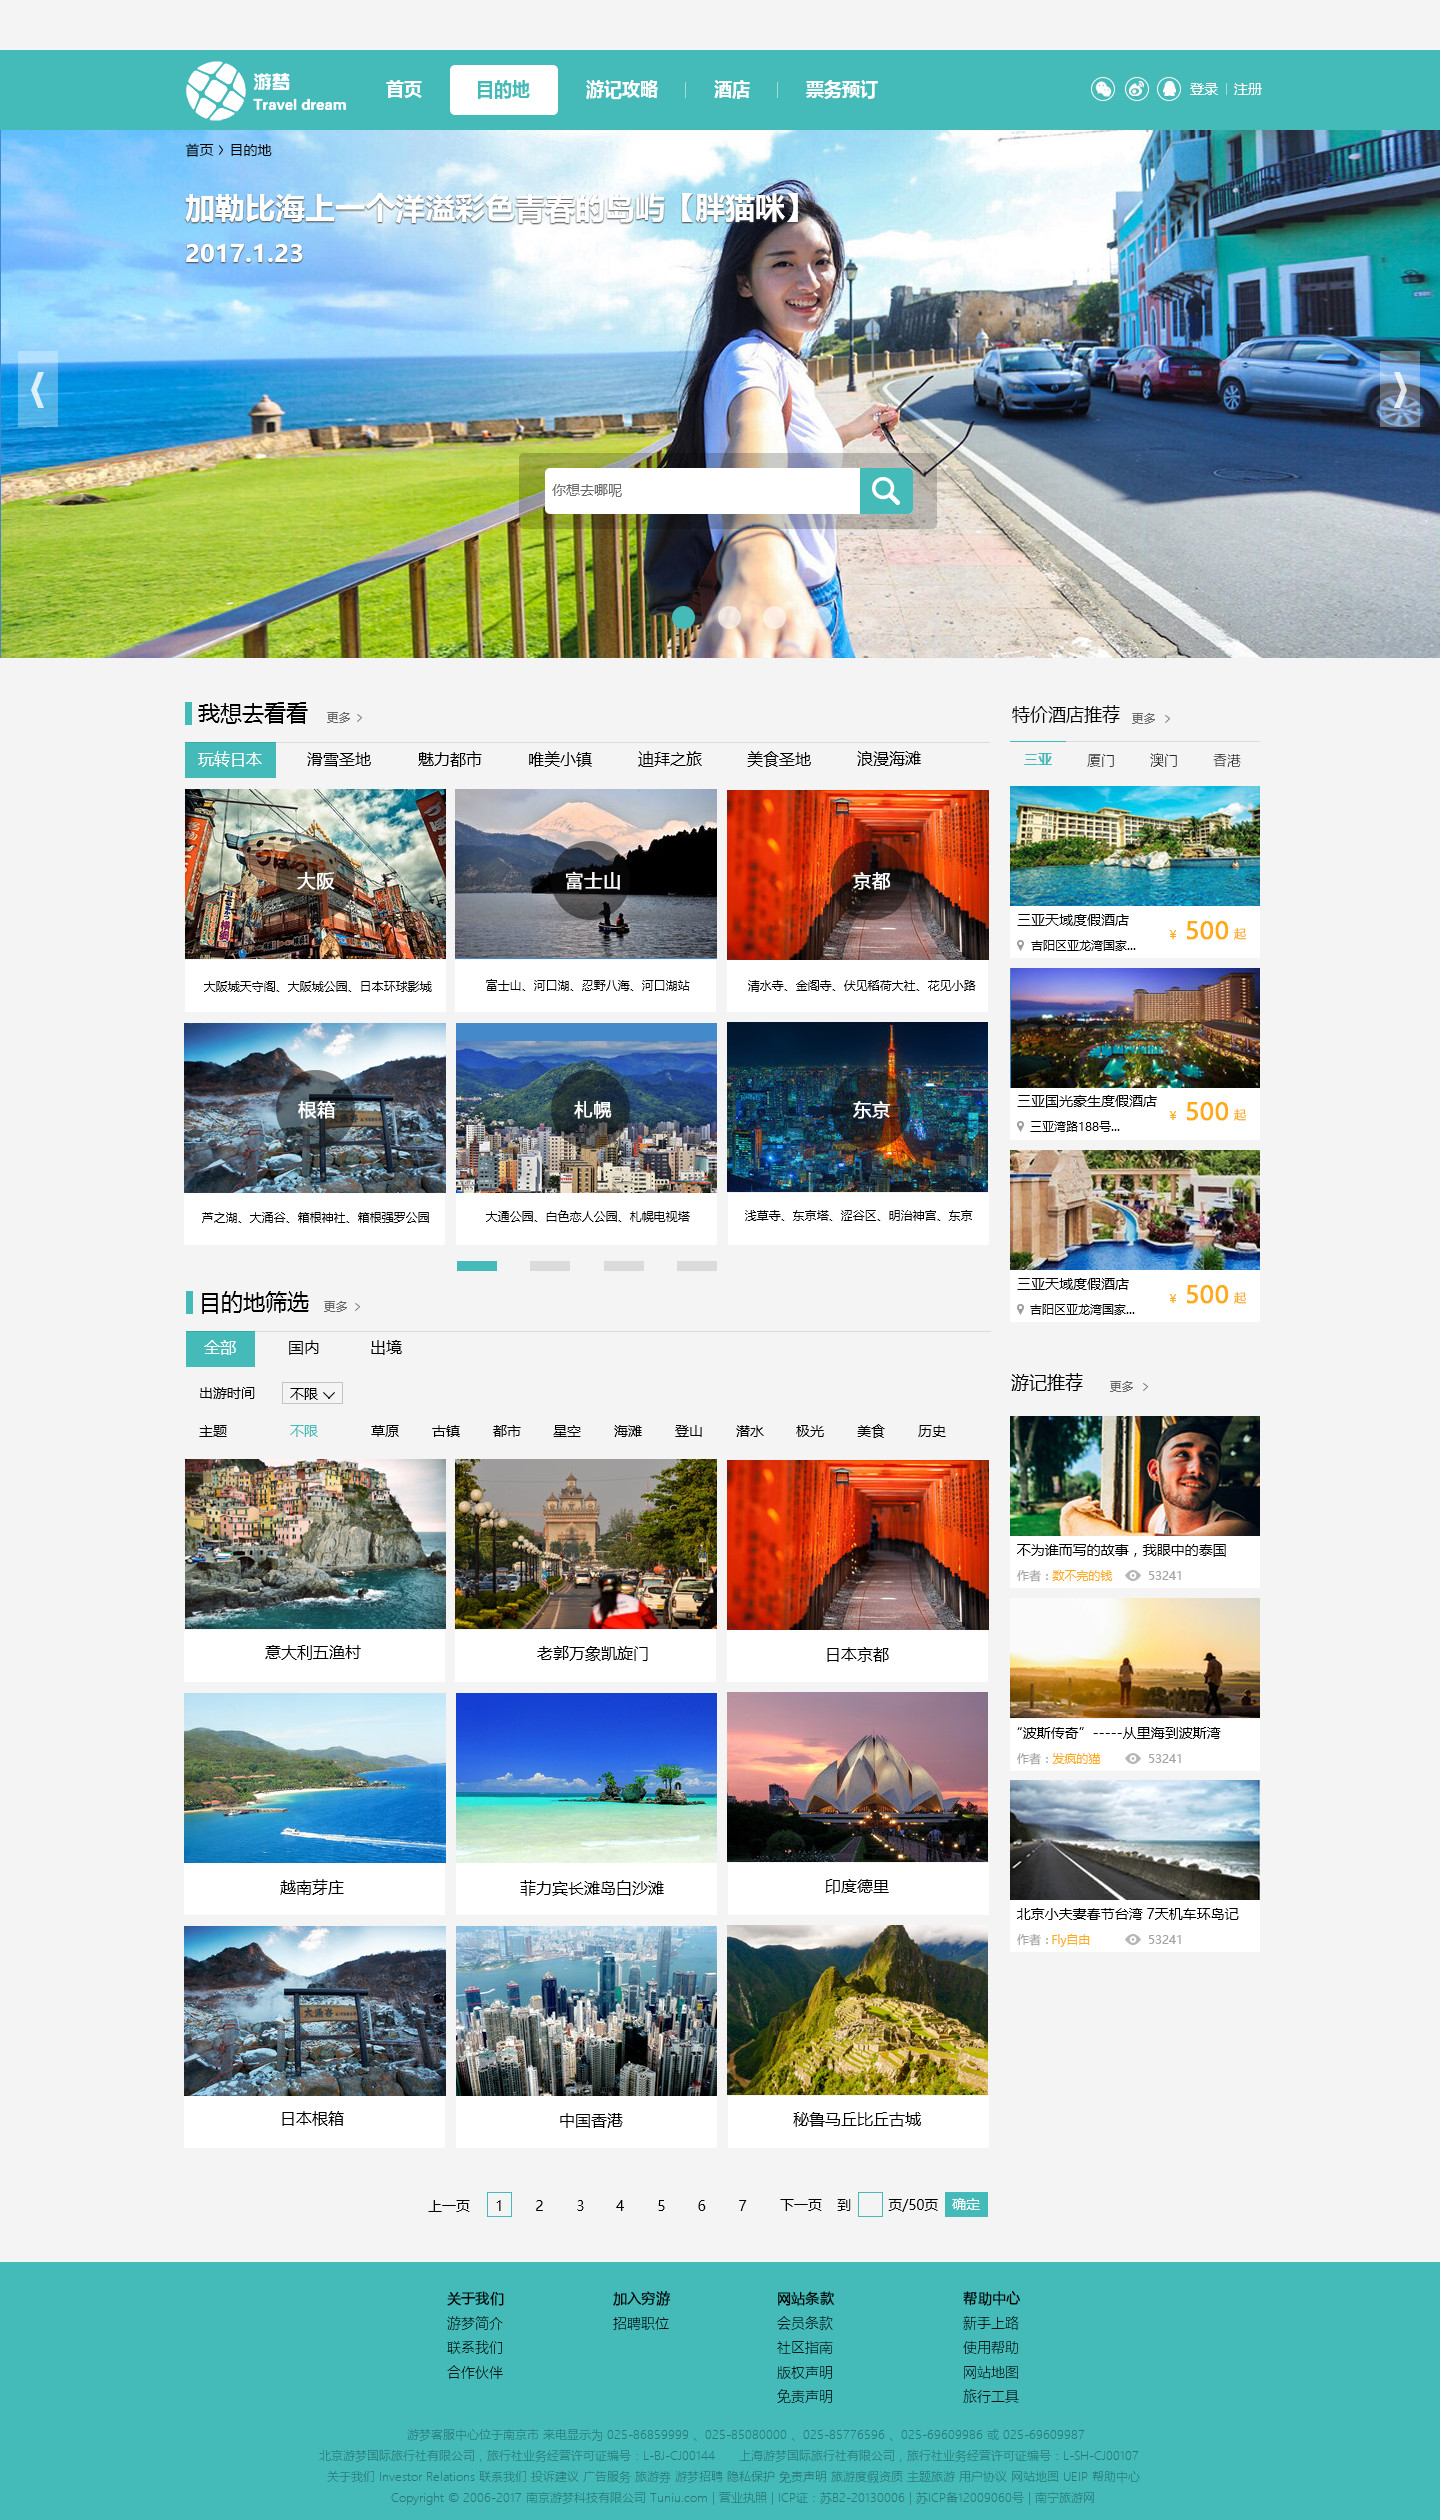 游梦
Travel dream
首页 目的地 游记攻略 酒店 票务预订
登录 注册
首页 > 目的地
加勒比海上一个洋溢彩色青春的岛屿【胖猫咪】
2017.1.23
你想去哪呢
我想去看看 更多 >
玩转日本 滑雪圣地 魅力都市 唯美小镇 迪拜之旅 美食圣地 浪漫海滩
大阪 富士山 京都
大阪城天守阁、大阪城公园、日本环球影城
富士山、河口湖、忍野八海、河口湖站
清水寺、金阁寺、伏见稻荷大社、花见小路
根箱 札幌 东京
芦之湖、大涌谷、箱根神社、箱根强罗公园
大通公园、白色恋人公园、札幌电视塔
浅草寺、东京塔、涩谷区、明治神宫、东京
目的地筛选 更多 >
全部 国内 出境
出游时间 不限
主题 不限 草原 古镇 都市 星空 海滩 登山 潜水 极光 美食 历史
意大利五渔村 老郭万象凯旋门 日本京都
越南芽庄 菲力宾长滩岛白沙滩 印度德里
大涌谷
日本根箱 中国香港 秘鲁马丘比丘古城
上一页 1 2 3 4 5 6 7 下一页 到 页/50页 确定
特价酒店推荐 更多 >
三亚 厦门 澳门 香港
三亚天域度假酒店
吉阳区亚龙湾国家...
¥ 500 起
三亚国光豪生度假酒店
三亚湾路188号...
¥ 500 起
三亚天域度假酒店
吉阳区亚龙湾国家...
¥ 500 起
游记推荐 更多 >
不为谁而写的故事，我眼中的泰国
作者：数不完的钱 53241
“波斯传奇”-----从里海到波斯湾
作者：发疯的猫 53241
北京小夫妻春节台湾 7天机车环岛记
作者：Fly自由 53241
关于我们 加入穷游 网站条款 帮助中心
游梦简介 招聘职位 会员条款 新手上路
联系我们 社区指南 使用帮助
合作伙伴 版权声明 网站地图
免责声明 旅行工具
游梦客服中心位于南京市 来电显示为 025-86859999 、025-85080000 、025-85776596 、025-69609986 或 025-69609987
北京游梦国际旅行社有限公司，旅行社业务经营许可证编号：L-BJ-CJ00144 上海游梦国际旅行社有限公司，旅行社业务经营许可证编号：L-SH-CJ00107
关于我们 Investor Relations 联系我们 投诉建议 广告服务 旅游券 游梦招聘 隐私保护 免责声明 旅游度假资质 主题旅游 用户协议 网站地图 UEIP 帮助中心
Copyright © 2006-2017 南京游梦科技有限公司 Tuniu.com | 营业执照 | ICP证：苏B2-20130006 | 苏ICP备12009060号 | 南宁旅游网